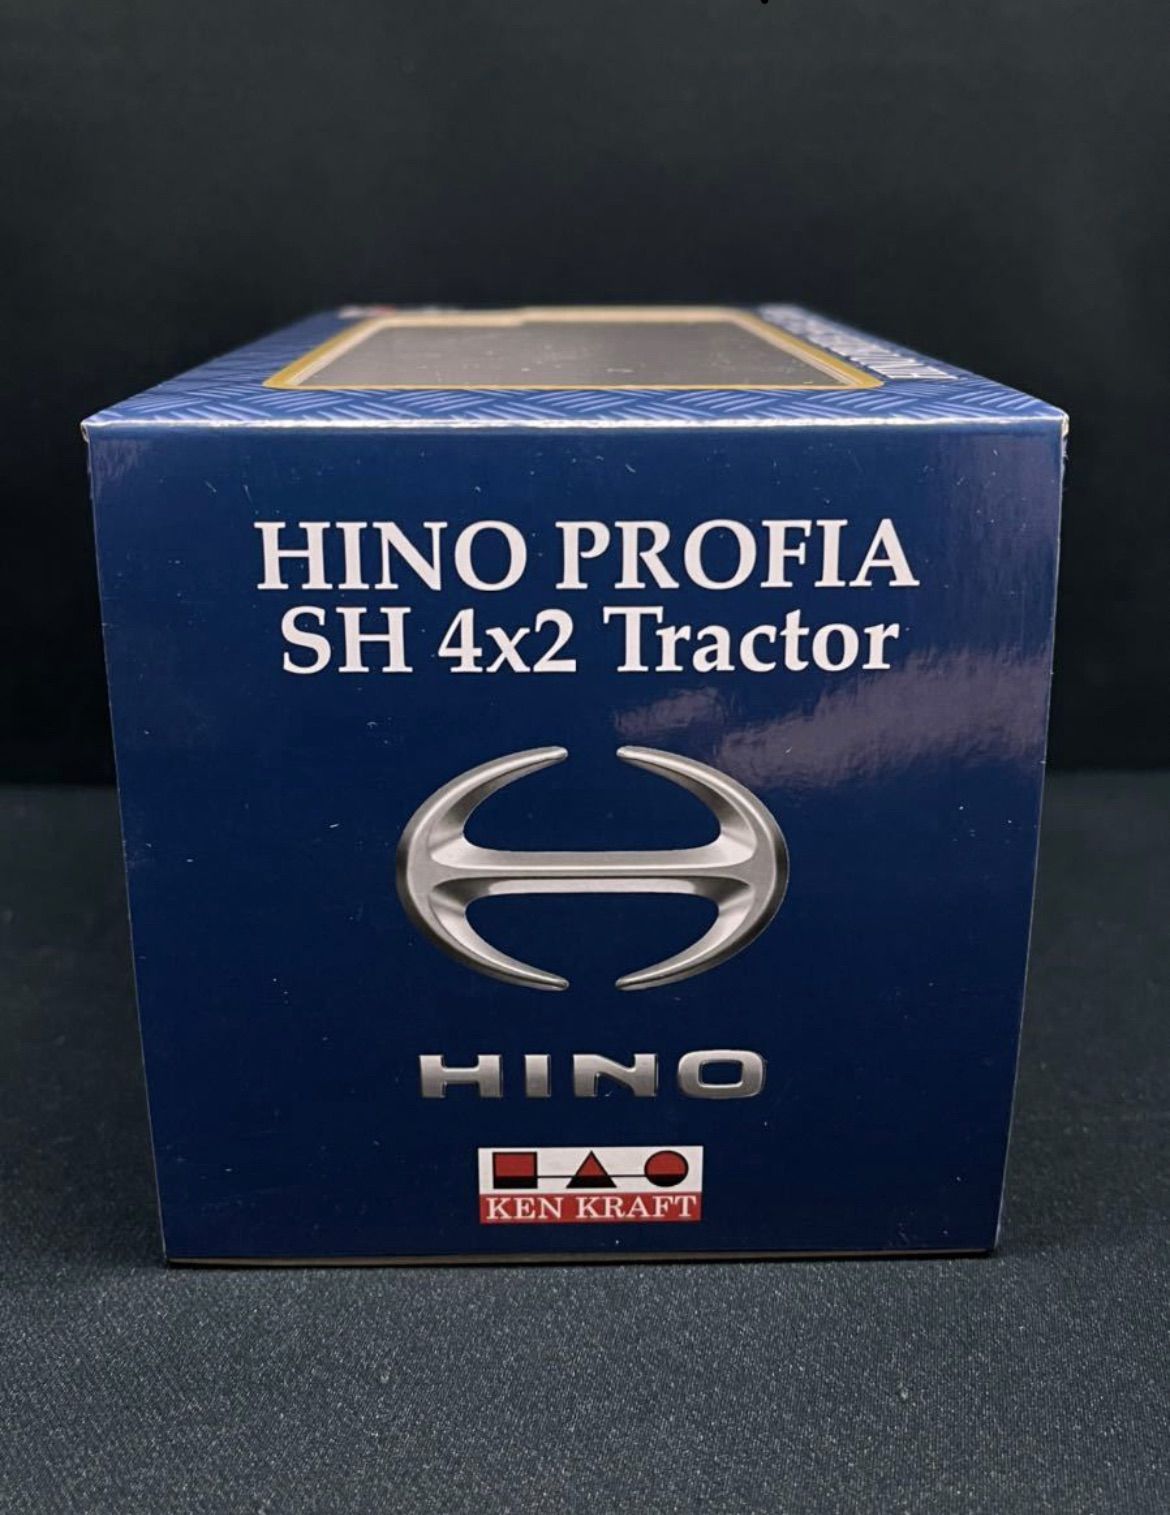 HINO PROFIA
SH 4x2 Tractor
HINO
KEN KRAFT